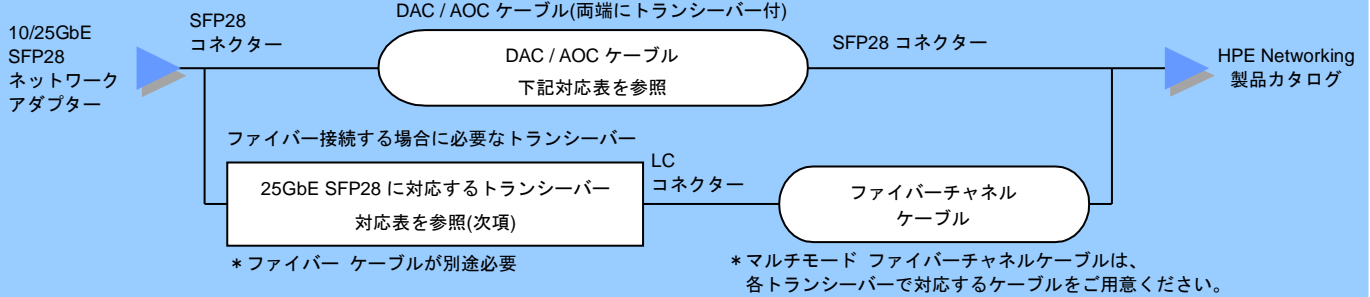 10/25GbE
SFP28
ネットワーク
アダプター
SFP28
コネクター
DAC / AOC ケーブル(両端にトランシーバー付)
DAC / AOC ケーブル
下記対応表を参照
SFP28 コネクター
HPE Networking
製品カタログ
ファイバー接続する場合に必要なトランシーバー
25GbE SFP28 に対応するトランシーバー
対応表を参照(次項)
＊ファイバー ケーブルが別途必要
LC
コネクター
ファイバーチャネル
ケーブル
＊マルチモード ファイバーチャネルケーブルは、
各トランシーバーで対応するケーブルをご用意ください。